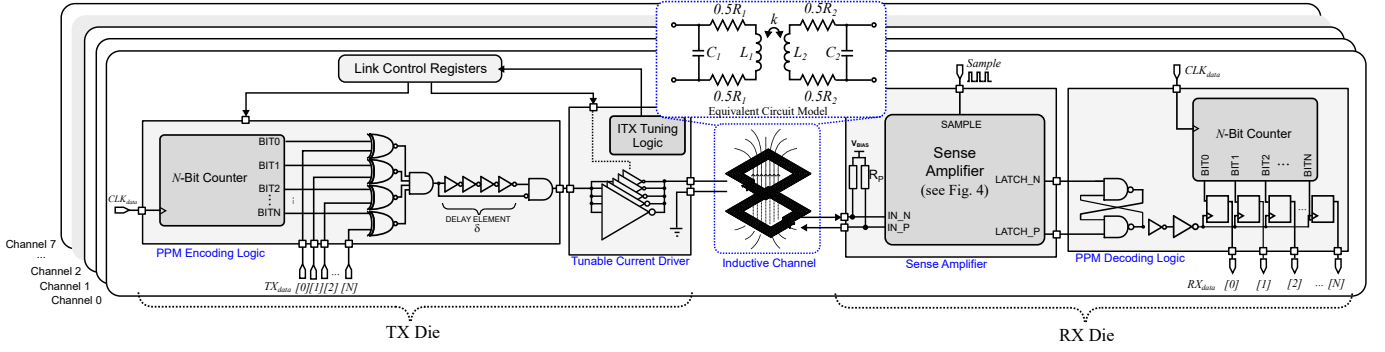 0.5R1
0.5R2
k
C1
L1
L2
C2
0.5R1
0.5R2
Equivalent Circuit Model
Link Control Registers
Sample
CLKdata
ITX Tuning
Logic
SAMPLE
N-Bit Counter
BIT0
BIT1
BIT2
...
BITN
N-Bit Counter
BIT0
BIT1
BIT2
BITN
VBIAS
RP
Sense
Amplifier
(see Fig. 4)
LATCH_N
IN_N
IN_P
LATCH_P
CLKdata
DELAY ELEMENT
δ
PPM Encoding Logic
Tunable Current Driver
Inductive Channel
Sense Amplifier
PPM Decoding Logic
Channel 7
...
Channel 2
Channel 1
Channel 0
TXdata [0] [1] [2] ... [N]
RXdata [0] [1] [2] ... [N]
TX Die
RX Die